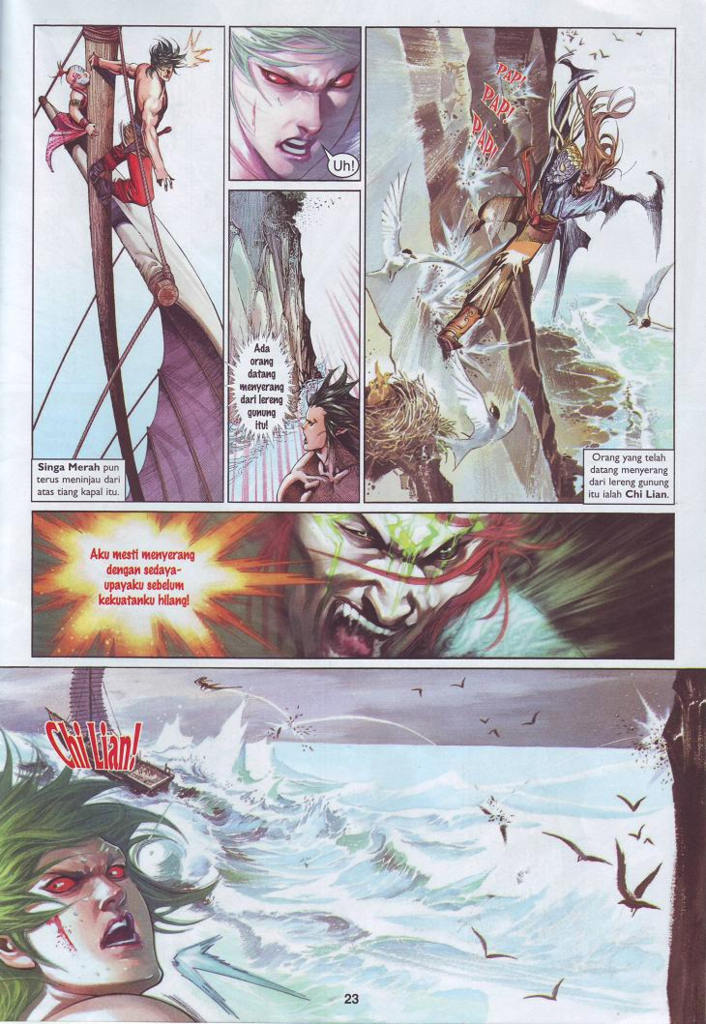 Singa Merah pun
terus meninjau dari
atas tiang kapal itu.
Uh!
Ada
orang
datang
menyerang
dari lereng
gunung
itu!
PAP!
PAP!
PAP!
Orang yang telah
datang menyerang
dari lereng gunung
itu ialah Chi Lian.
Aku mesti menyerang
dengan sedaya-
upayaku sebelum
kekuatanku hilang!
Chi Lian!
23